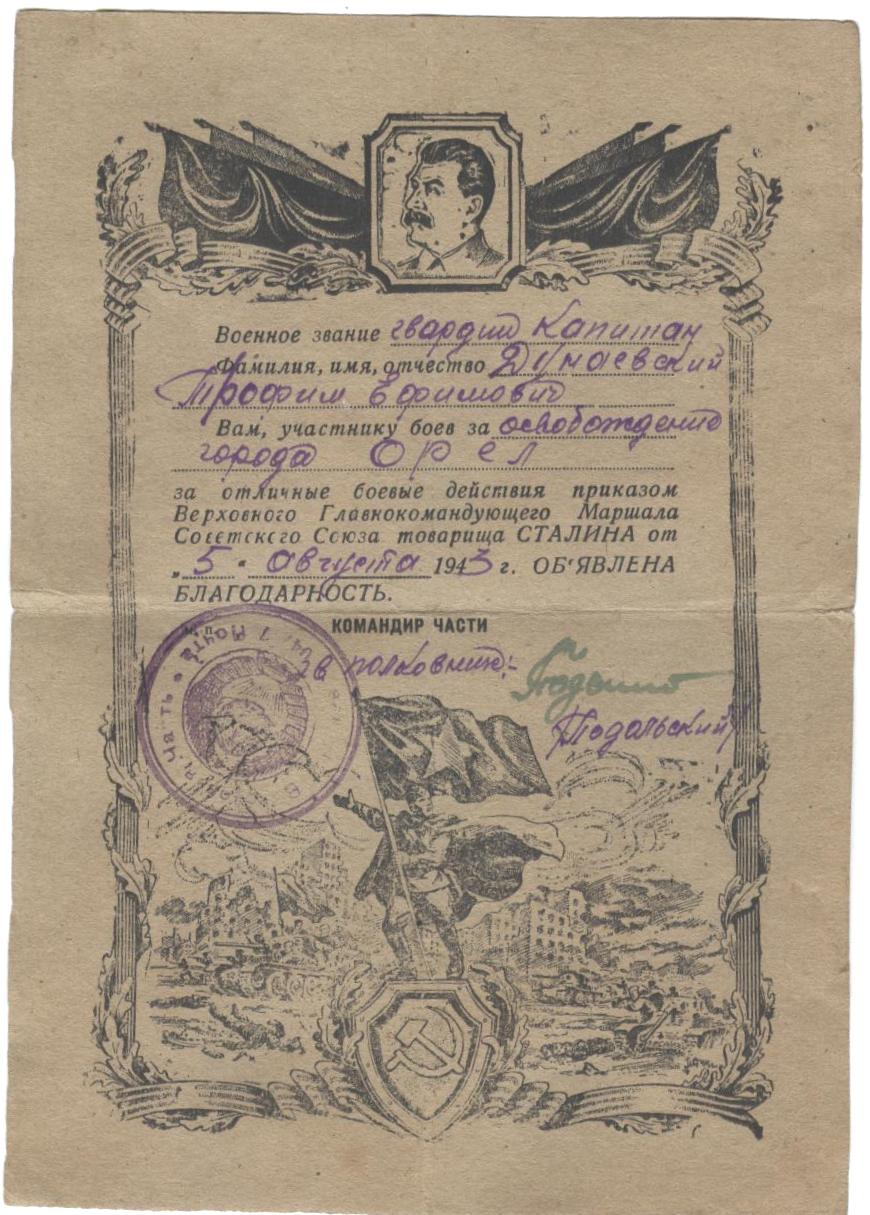 Военное звание гвардии капитан
Фамилия, имя, отчество Дунаевский
Трофим Ефимович
Вам, участнику боев за освобождение
города Орел
за отличные боевые действия приказом
Верховного Главнокомандующего Маршала
Советского Союза товарища СТАЛИНА от
„5“ августа 1943 г. ОБ'ЯВЛЕНА
БЛАГОДАРНОСТЬ.
М. П.
КОМАНДИР ЧАСТИ
гв полковник:-
/Подольский/
часть Почта